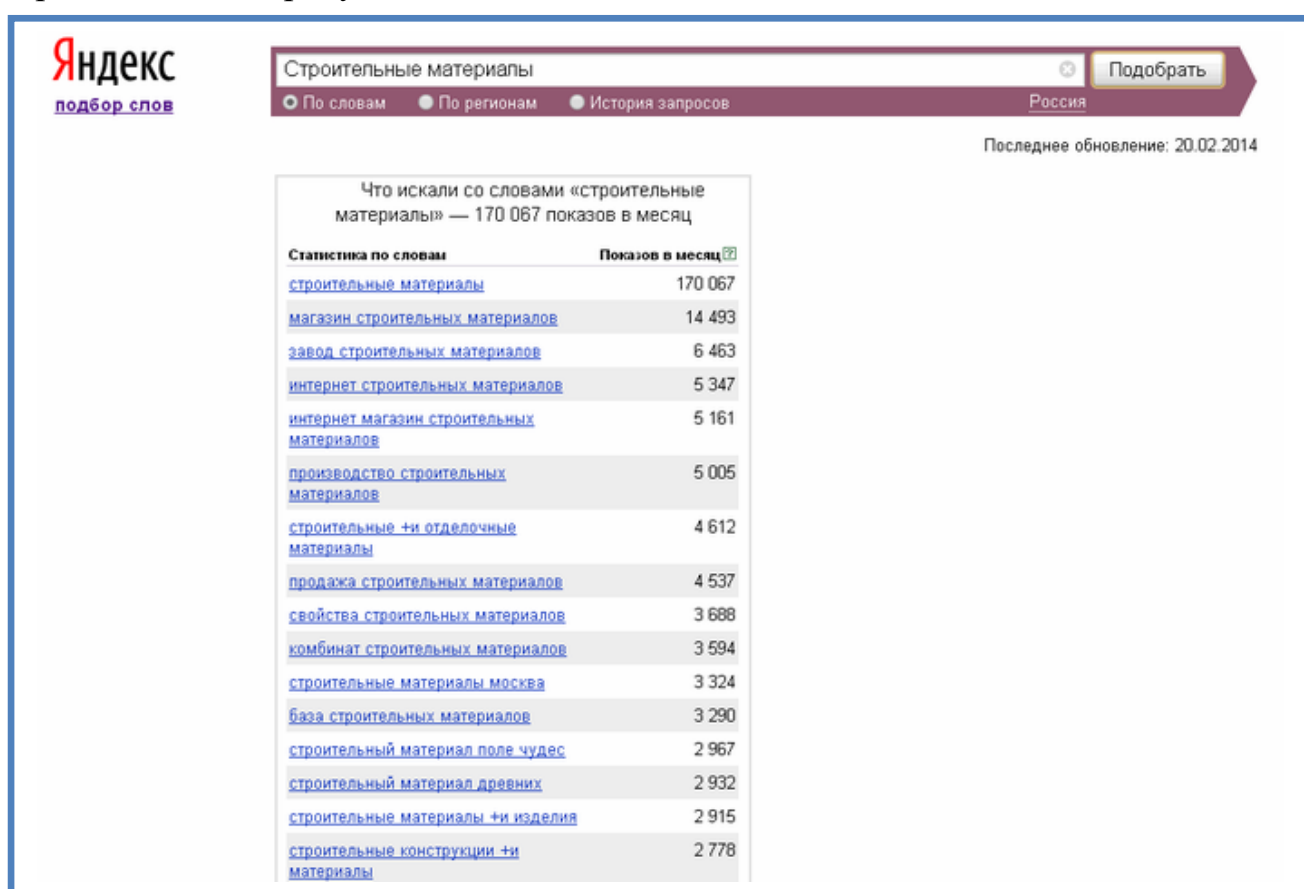 Яндекс
подбор слов
Строительные материалы
Подобрать
По словам По регионам История запросов Россия
Последнее обновление: 20.02.2014
Что искали со словами «строительные
материалы» — 170 067 показов в месяц
Статистика по словам Показов в месяц
строительные материалы 170 067
магазин строительных материалов 14 493
завод строительных материалов 6 463
интернет строительных материалов 5 347
интернет магазин строительных 5 161
материалов
производство строительных 5 005
материалов
строительные +и отделочные 4 612
материалы
продажа строительных материалов 4 537
свойства строительных материалов 3 688
комбинат строительных материалов 3 594
строительные материалы москва 3 324
база строительных материалов 3 290
строительный материал поле чудес 2 967
строительный материал древних 2 932
строительные материалы +и изделия 2 915
строительные конструкции +и 2 778
материалы